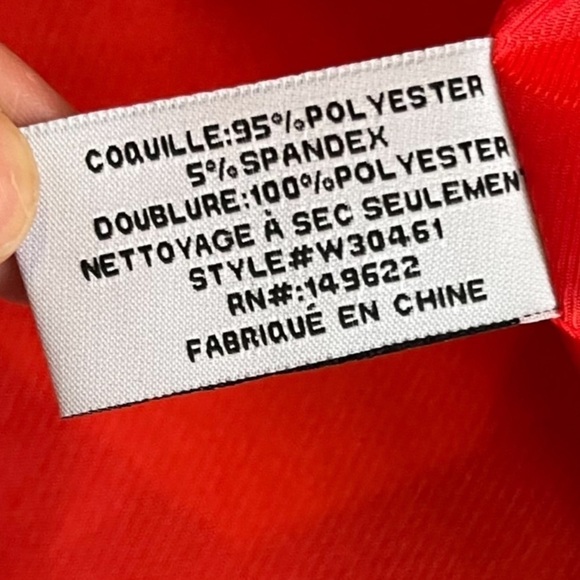 COQUILLE:95%POLYESTER
5%SPANDEX
DOUBLURE:100%POLYESTER
NETTOYAGE À SEC SEULEMENT
STYLE#W30461
RN#:149622
FABRIQUÉ EN CHINE